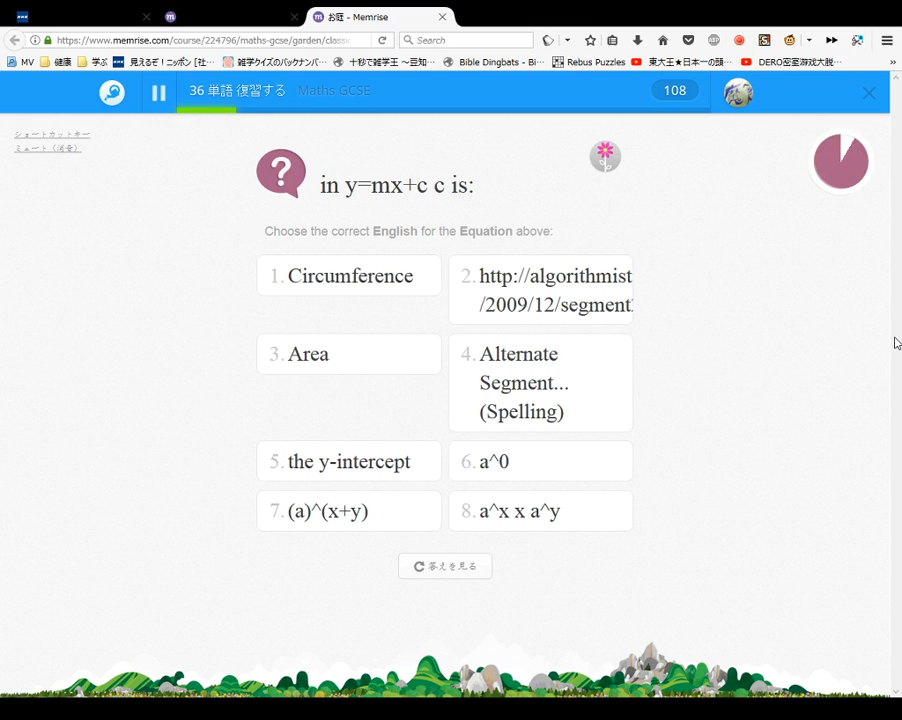 お庭 - Memrise
https://www.memrise.com/course/224796/maths-gcse/garden/classic
Search
MV
健康
学ぶ
見えるぞ！ニッポン [社…
雑学クイズのバックナンバ…
十秒で雑学王 ～豆知…
Bible Dingbats - Bi…
Rebus Puzzles
東大王★日本一の頭…
DERO密室游戏大脱…
36 単語 復習する Maths GCSE
108
ショートカットキー
ミュート（消音）
?
in y=mx+c c is:
Choose the correct English for the Equation above:
1. Circumference
2. http://algorithmist
/2009/12/segment
3. Area
4. Alternate
Segment...
(Spelling)
5. the y-intercept
6. a^0
7. (a)^(x+y)
8. a^x x a^y
答えを見る